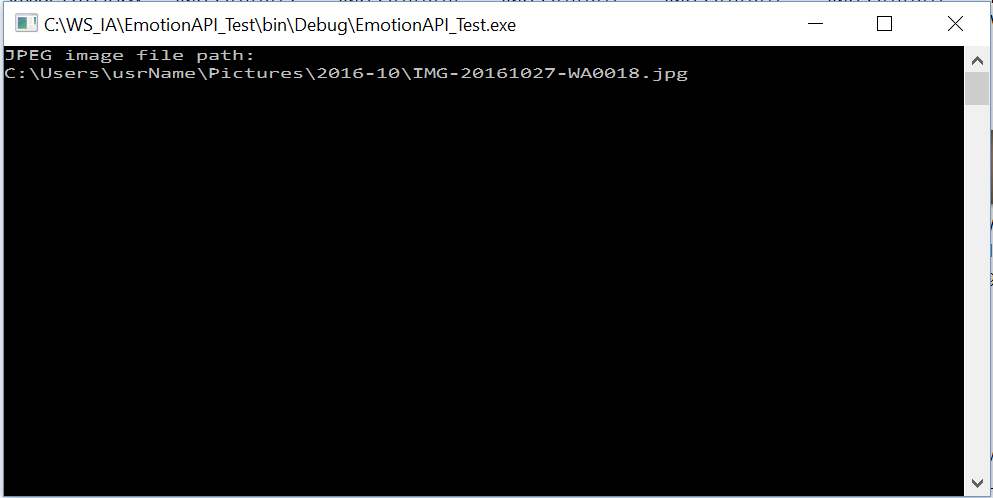 C:\WS_IA\EmotionAPI_Test\bin\Debug\EmotionAPI_Test.exe
JPEG image file path:
C:\Users\usrName\Pictures\2016-10\IMG-20161027-WA0018.jpg